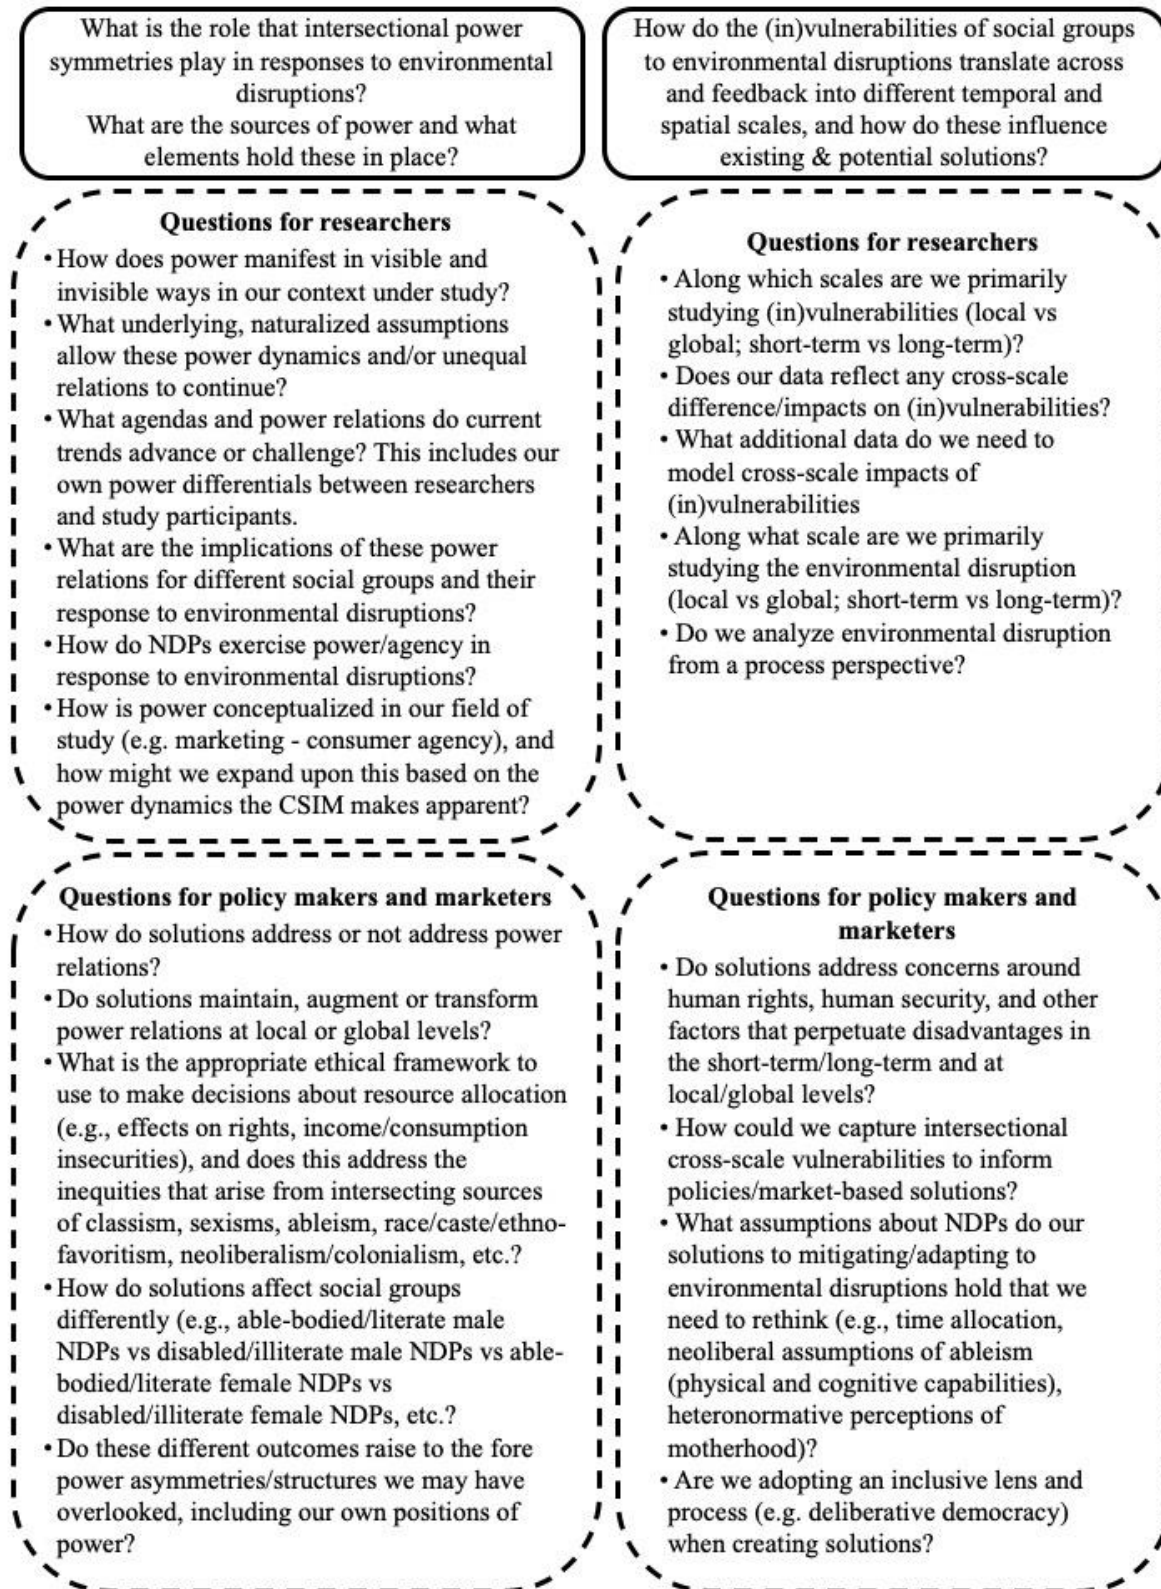 What is the role that intersectional power
symmetries play in responses to environmental
disruptions?
What are the sources of power and what
elements hold these in place?
How do the (in)vulnerabilities of social groups
to environmental disruptions translate across
and feedback into different temporal and
spatial scales, and how do these influence
existing & potential solutions?
Questions for researchers
• How does power manifest in visible and
invisible ways in our context under study?
• What underlying, naturalized assumptions
allow these power dynamics and/or unequal
relations to continue?
• What agendas and power relations do current
trends advance or challenge? This includes our
own power differentials between researchers
and study participants.
• What are the implications of these power
relations for different social groups and their
response to environmental disruptions?
• How do NDPs exercise power/agency in
response to environmental disruptions?
• How is power conceptualized in our field of
study (e.g. marketing - consumer agency), and
how might we expand upon this based on the
power dynamics the CSIM makes apparent?
Questions for researchers
• Along which scales are we primarily
studying (in)vulnerabilities (local vs
global; short-term vs long-term)?
• Does our data reflect any cross-scale
difference/impacts on (in)vulnerabilities?
• What additional data do we need to
model cross-scale impacts of
(in)vulnerabilities
• Along what scale are we primarily
studying the environmental disruption
(local vs global; short-term vs long-term)?
• Do we analyze environmental disruption
from a process perspective?
Questions for policy makers and marketers
• How do solutions address or not address power
relations?
• Do solutions maintain, augment or transform
power relations at local or global levels?
• What is the appropriate ethical framework to
use to make decisions about resource allocation
(e.g., effects on rights, income/consumption
insecurities), and does this address the
inequities that arise from intersecting sources
of classism, sexisms, ableism, race/caste/ethno-
favoritism, neoliberalism/colonialism, etc.?
• How do solutions affect social groups
differently (e.g., able-bodied/literate male
NDPs vs disabled/illiterate male NDPs vs able-
bodied/literate female NDPs vs
disabled/illiterate female NDPs, etc.?
• Do these different outcomes raise to the fore
power asymmetries/structures we may have
overlooked, including our own positions of
power?
Questions for policy makers and
marketers
• Do solutions address concerns around
human rights, human security, and other
factors that perpetuate disadvantages in
the short-term/long-term and at
local/global levels?
• How could we capture intersectional
cross-scale vulnerabilities to inform
policies/market-based solutions?
• What assumptions about NDPs do our
solutions to mitigating/adapting to
environmental disruptions hold that we
need to rethink (e.g., time allocation,
neoliberal assumptions of ableism
(physical and cognitive capabilities),
heteronormative perceptions of
motherhood)?
• Are we adopting an inclusive lens and
process (e.g. deliberative democracy)
when creating solutions?